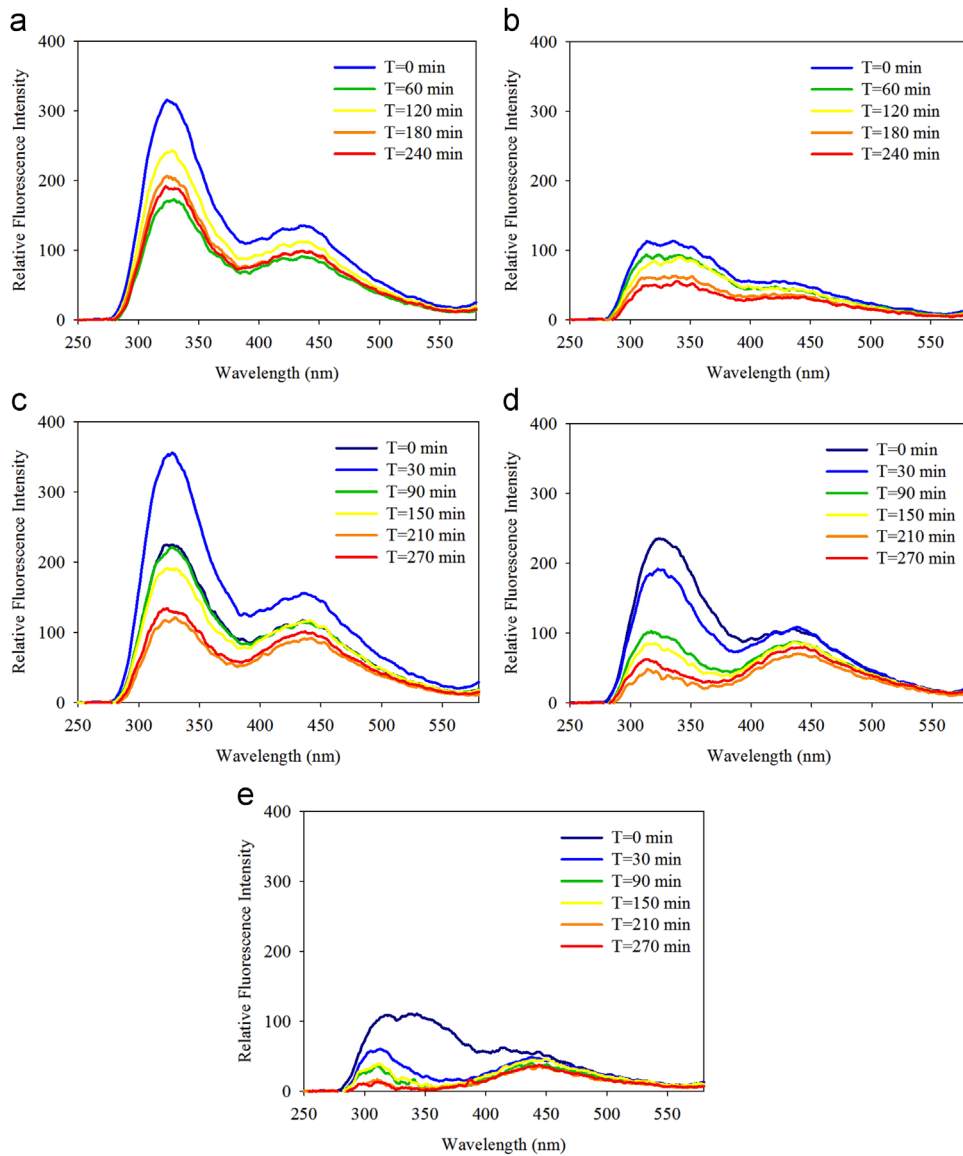 a
b
400
300
200
100
0
Relative Fluorescence Intensity
T=0 min
T=60 min
T=120 min
T=180 min
T=240 min
250 300 350 400 450 500 550
Wavelength (nm)
400
300
200
100
0
Relative Fluorescence Intensity
T=0 min
T=60 min
T=120 min
T=180 min
T=240 min
250 300 350 400 450 500 550
Wavelength (nm)
c
d
400
300
200
100
0
Relative Fluorescence Intensity
T=0 min
T=30 min
T=90 min
T=150 min
T=210 min
T=270 min
250 300 350 400 450 500 550
Wavelength (nm)
400
300
200
100
0
Relative Fluorescence Intensity
T=0 min
T=30 min
T=90 min
T=150 min
T=210 min
T=270 min
250 300 350 400 450 500 550
Wavelength (nm)
e
400
300
200
100
0
Relative Fluorescence Intensity
T=0 min
T=30 min
T=90 min
T=150 min
T=210 min
T=270 min
250 300 350 400 450 500 550
Wavelength (nm)